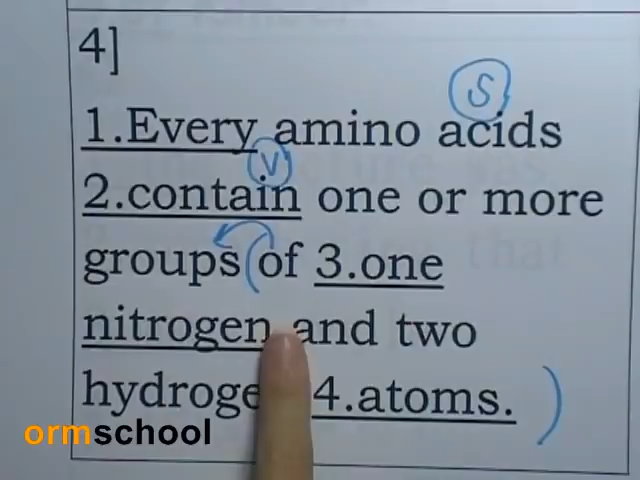 4]
S
1.Every amino acids
V
2.contain one or more
groups (of 3.one
nitrogen and two
hydroge 4.atoms. )
ormschool